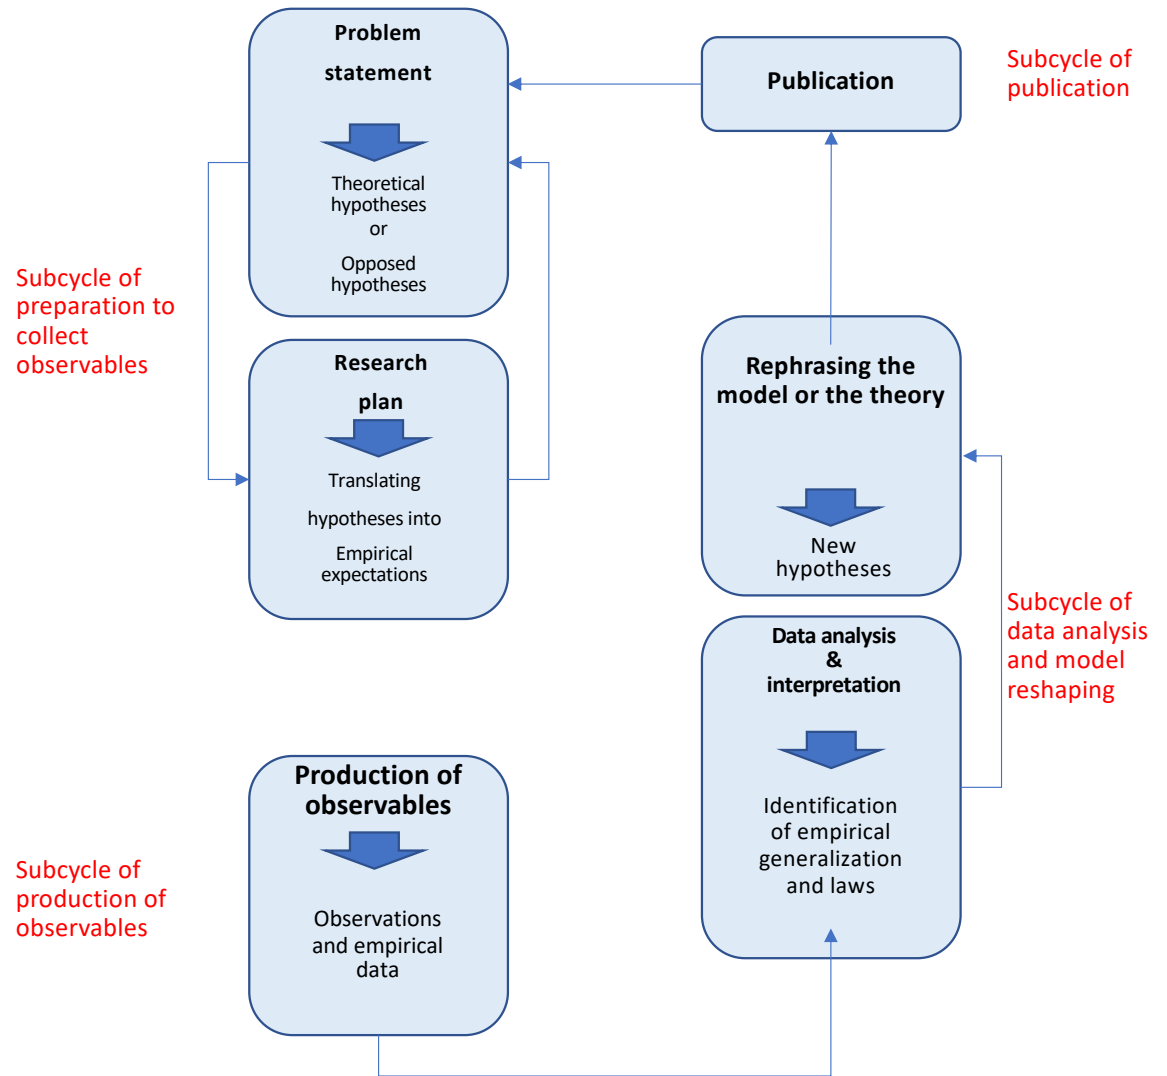 Problem
statement
Theoretical
hypotheses
or
Opposed
hypotheses
Subcycle of
preparation to
collect
observables
Research
plan
Translating
hypotheses into
Empirical
expectations
Production of
observables
Observations
and empirical
data
Subcycle of
production of
observables
Publication
Subcycle of
publication
Rephrasing the
model or the theory
New
hypotheses
Subcycle of
data analysis
and model
reshaping
Data analysis
&
interpretation
Identification
of empirical
generalization
and laws